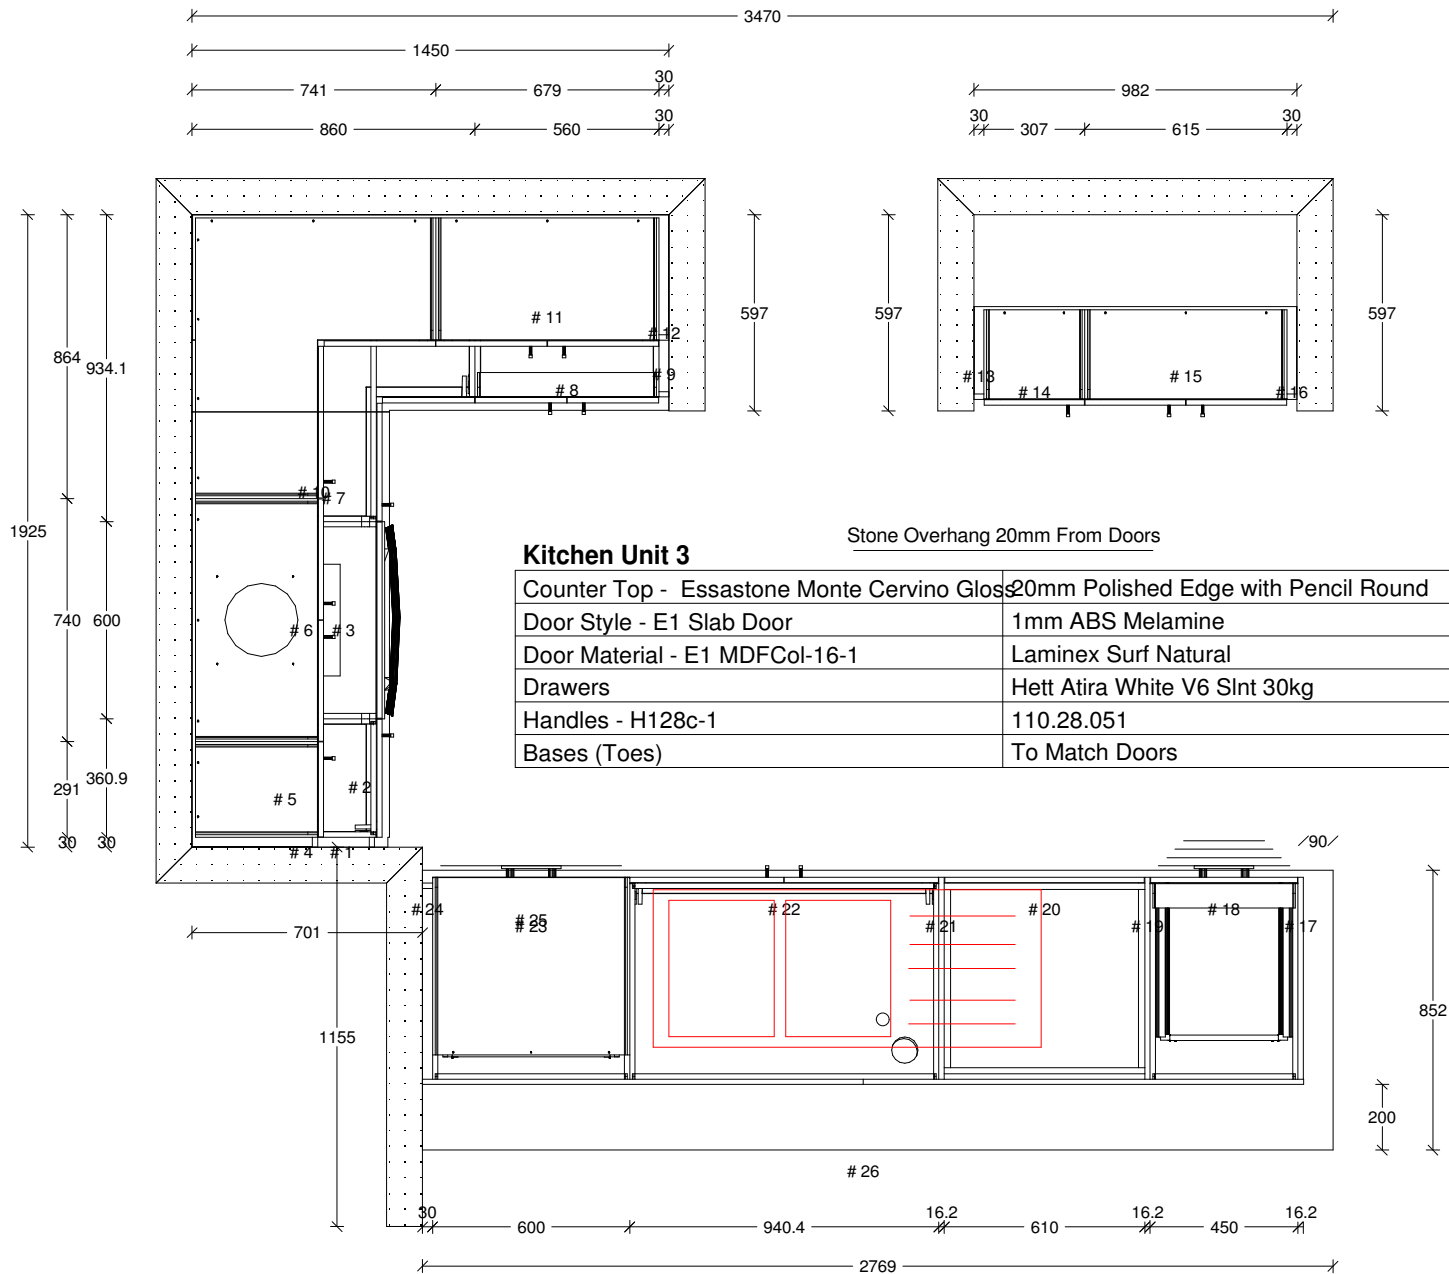 3470
1450
30
741 679
982
30
30 30
860 560
307 615
597 597 597
# 11
# 12
864 934.1
# 9
# 8
# 13 # 14 # 15 # 16
# 10 # 7
1925
Stone Overhang 20mm From Doors
Kitchen Unit 3
Counter Top - Essastone Monte Cervino Gloss 20mm Polished Edge with Pencil Round
Door Style - E1 Slab Door 1mm ABS Melamine
Door Material - E1 MDFCol-16-1 Laminex Surf Natural
Drawers Hett Atira White V6 Slnt 30kg
Handles - H128c-1 110.28.051
Bases (Toes) To Match Doors
740 600 # 6 # 3
291 360.9 # 5 # 2
30 30 # 4 # 1
90
# 24 # 25 # 22 # 20 # 18
# 23 # 21 # 19 # 17
701
1155
852
200
# 26
30 16.2 16.2 16.2
600 940.4 610 450
2769